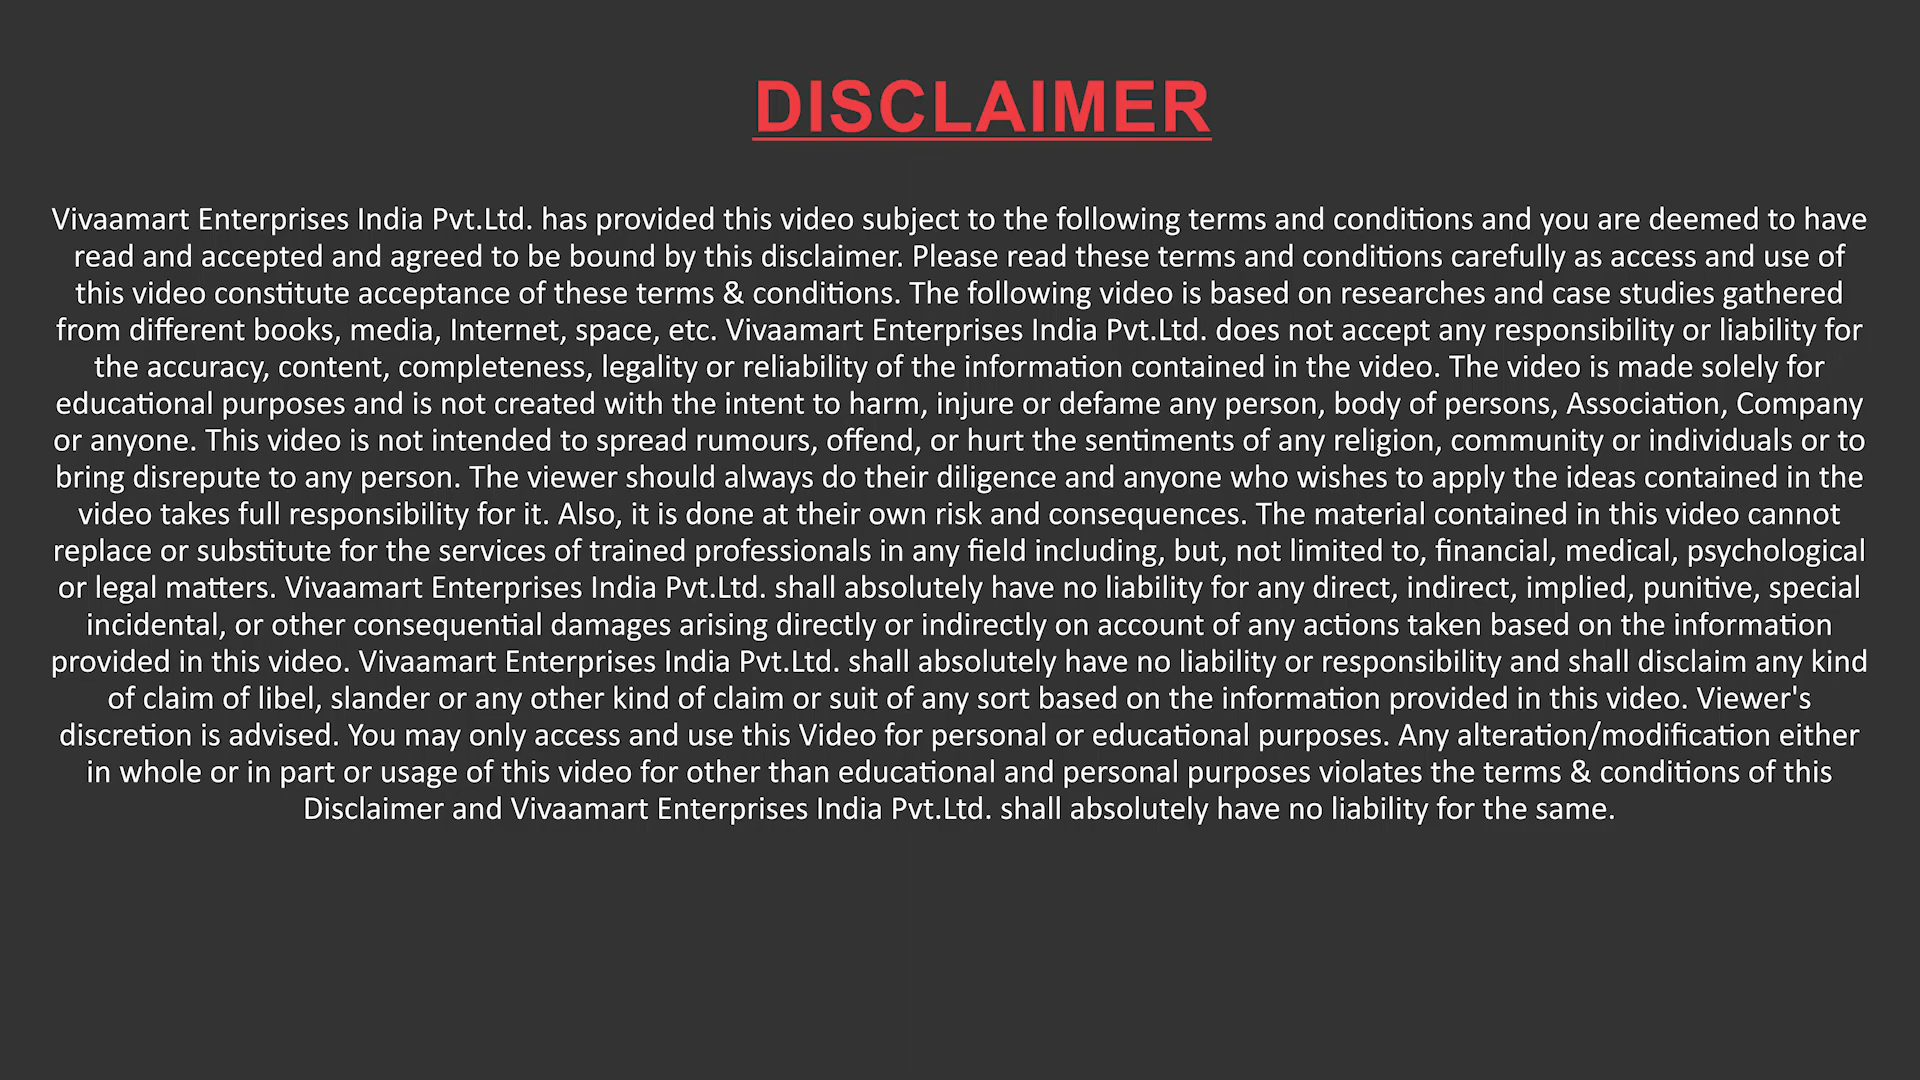 DISCLAIMER
Vivaamart Enterprises India Pvt.Ltd. has provided this video subject to the following terms and conditions and you are deemed to have
read and accepted and agreed to be bound by this disclaimer. Please read these terms and conditions carefully as access and use of
this video constitute acceptance of these terms & conditions. The following video is based on researches and case studies gathered
from different books, media, Internet, space, etc. Vivaamart Enterprises India Pvt.Ltd. does not accept any responsibility or liability for
the accuracy, content, completeness, legality or reliability of the information contained in the video. The video is made solely for
educational purposes and is not created with the intent to harm, injure or defame any person, body of persons, Association, Company
or anyone. This video is not intended to spread rumours, offend, or hurt the sentiments of any religion, community or individuals or to
bring disrepute to any person. The viewer should always do their diligence and anyone who wishes to apply the ideas contained in the
video takes full responsibility for it. Also, it is done at their own risk and consequences. The material contained in this video cannot
replace or substitute for the services of trained professionals in any field including, but, not limited to, financial, medical, psychological
or legal matters. Vivaamart Enterprises India Pvt.Ltd. shall absolutely have no liability for any direct, indirect, implied, punitive, special
incidental, or other consequential damages arising directly or indirectly on account of any actions taken based on the information
provided in this video. Vivaamart Enterprises India Pvt.Ltd. shall absolutely have no liability or responsibility and shall disclaim any kind
of claim of libel, slander or any other kind of claim or suit of any sort based on the information provided in this video. Viewer's
discretion is advised. You may only access and use this Video for personal or educational purposes. Any alteration/modification either
in whole or in part or usage of this video for other than educational and personal purposes violates the terms & conditions of this
Disclaimer and Vivaamart Enterprises India Pvt.Ltd. shall absolutely have no liability for the same.